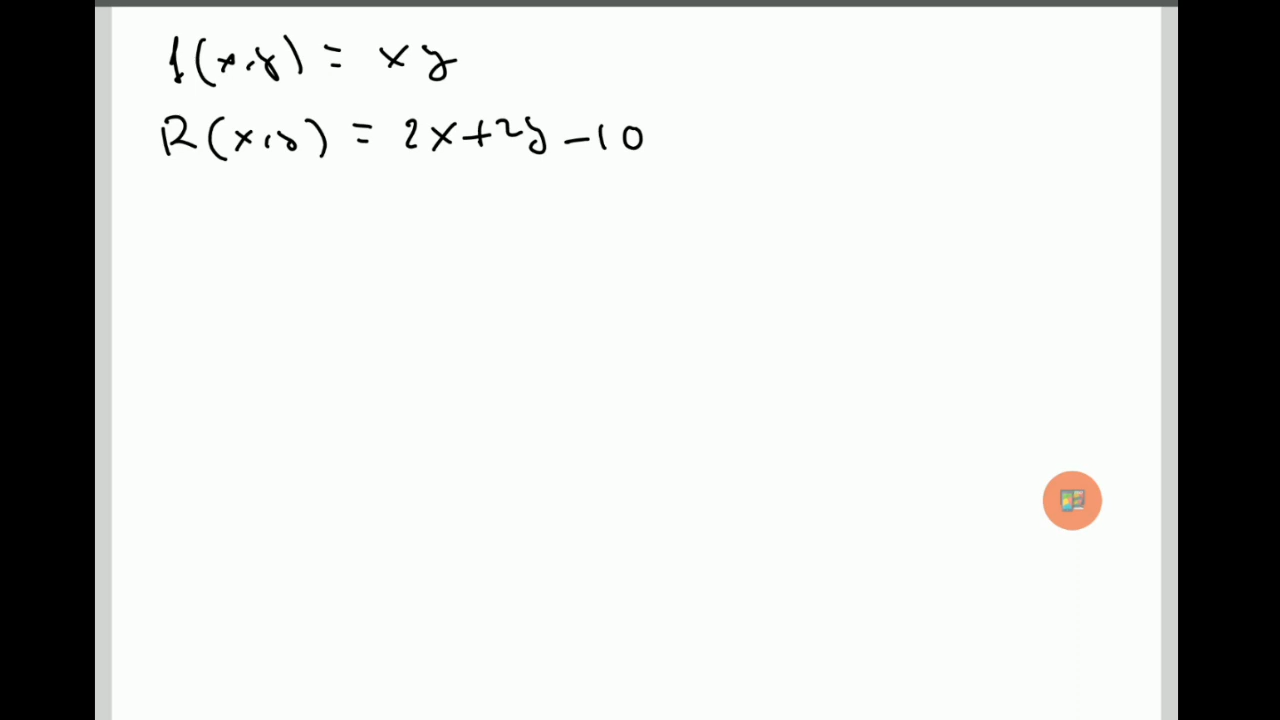 f(x,y) = xy
R(x,y) = 2x+2y-10